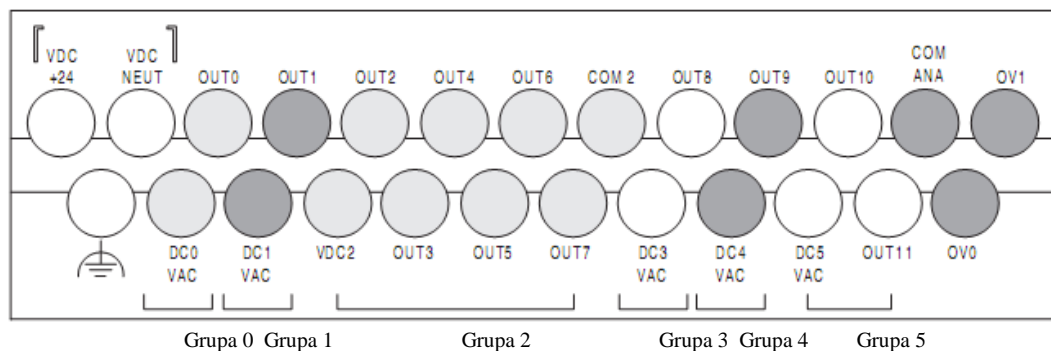 VDC +24
VDC NEUT
OUT0
OUT1
OUT2
OUT4
OUT6
COM 2
OUT8
OUT9
OUT10
COM ANA
OV1
DC0 VAC
DC1 VAC
VDC2
OUT3
OUT5
OUT7
DC3 VAC
DC4 VAC
DC5 VAC
OUT11
OV0
Grupa 0 Grupa 1 Grupa 2 Grupa 3 Grupa 4 Grupa 5